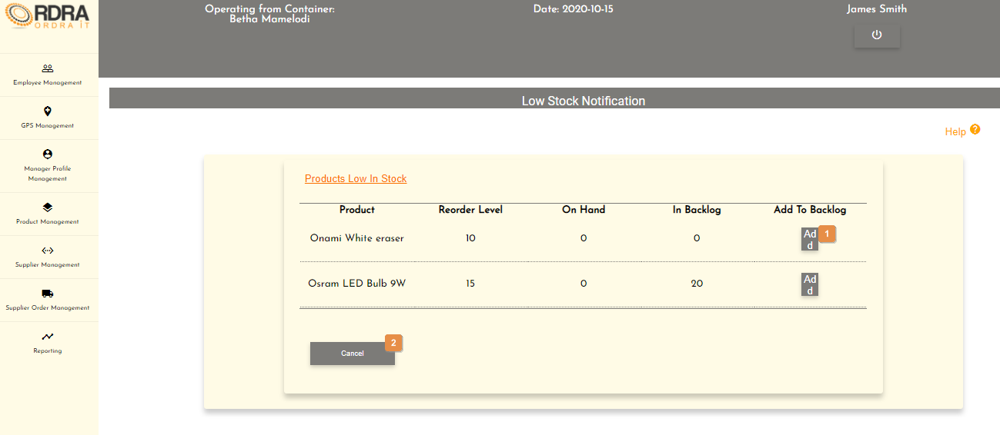 RDRA
ORDRA IT
Operating from Container:
Betha Mamelodi
Date: 2020-10-15
James Smith
Employee Management
GPS Management
Manager Profile
Management
Product Management
Supplier Management
Supplier Order Management
Reporting
Low Stock Notification
Help ?
Products Low In Stock
Product Reorder Level On Hand In Backlog Add To Backlog
Onami White eraser 10 0 0 Ad 1
d
Osram LED Bulb 9W 15 0 20 Ad
d
Cancel 2